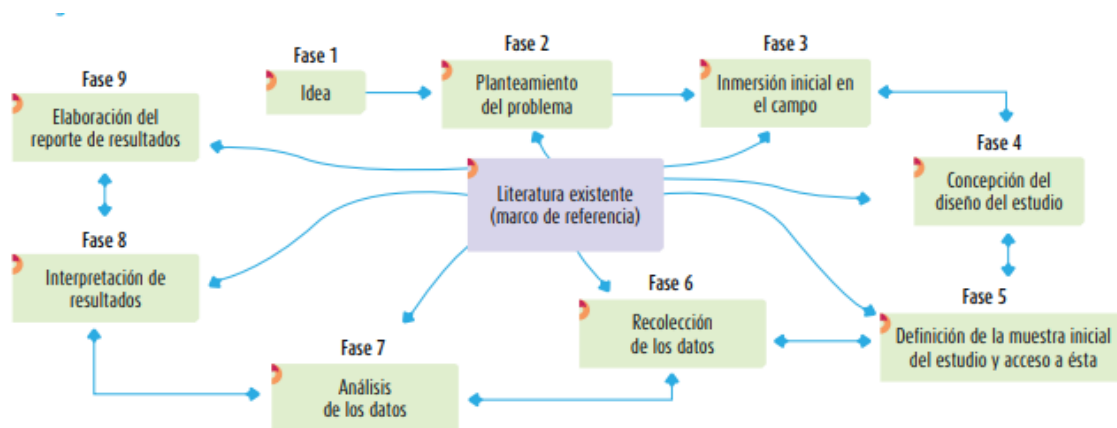 Fase 1
Idea
Fase 2
Planteamiento
del problema
Fase 3
Inmersión inicial en
el campo
Fase 4
Concepción del
diseño del estudio
Fase 5
Definición de la muestra inicial
del estudio y acceso a ésta
Fase 6
Recolección
de los datos
Fase 7
Análisis
de los datos
Fase 8
Interpretación de
resultados
Fase 9
Elaboración del
reporte de resultados
Literatura existente
(marco de referencia)